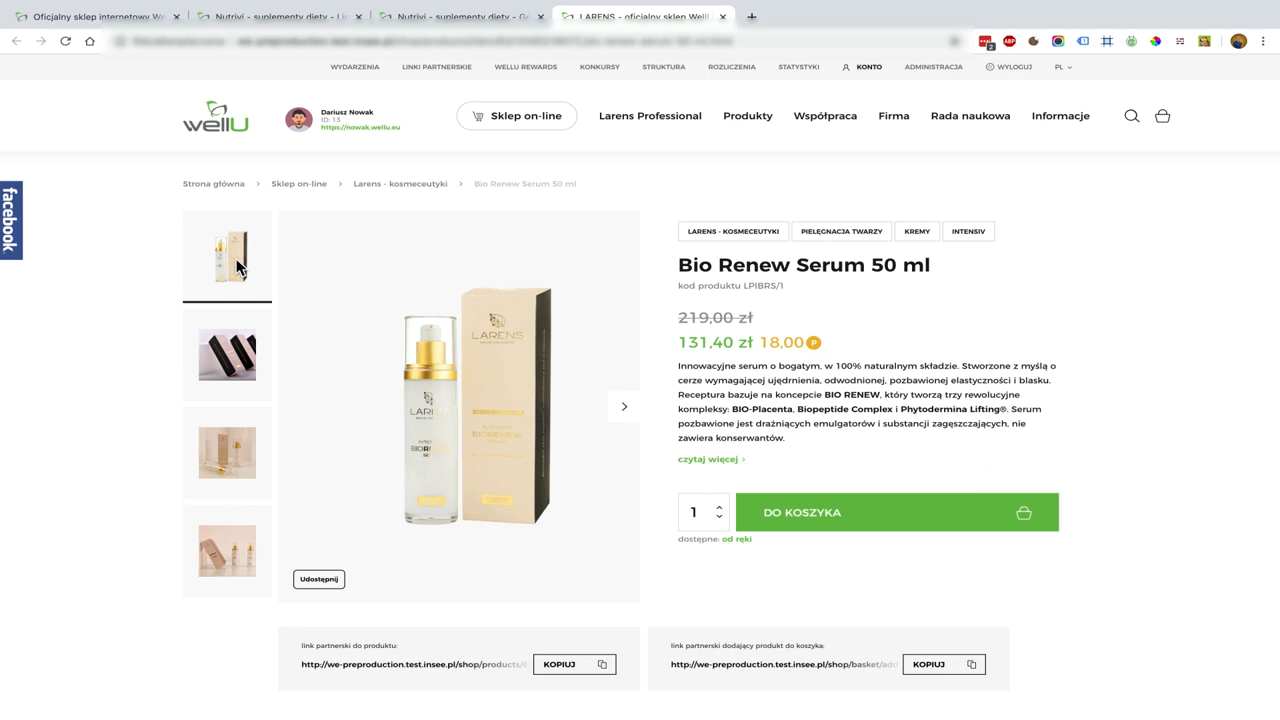 Oficjalny sklep internetowy We
Nutrivi - suplementy diety - Li
Nutrivi - suplementy diety - Ge
LARENS - oficjalny sklep WellU
ABP
2
WYDARZENIA
LINKI PARTNERSKIE
WELLU REWARDS
KONKURSY
STRUKTURA
ROZLICZENIA
STATYSTYKI
KONTO
ADMINISTRACJA
WYLOGUJ
PL
wellU
Dariusz Nowak
ID: 13
https://nowak.wellu.eu
Sklep on-line
Larens Professional
Produkty
Współpraca
Firma
Rada naukowa
Informacje
facebook
Strona główna > Sklep on-line > Larens - kosmeceutyki > Bio Renew Serum 50 ml
LARENS
LARENS - KOSMECEUTYKI
PIELĘGNACJA TWARZY
KREMY
INTENSIV
Bio Renew Serum 50 ml
kod produktu LPIBRS/1
219,00 zł
131,40 zł 18,00 P
Innowacyjne serum o bogatym, w 100% naturalnym składzie. Stworzone z myślą o
cerze wymagającej ujędrnienia, odwodnionej, pozbawionej elastyczności i blasku.
Receptura bazuje na koncepcie BIO RENEW, który tworzą trzy rewolucyjne
kompleksy: BIO-Placenta, Biopeptide Complex i Phytodermina Lifting®. Serum
pozbawione jest drażniących emulgatorów i substancji zagęszczających, nie
zawiera konserwantów.
czytaj więcej >
1
DO KOSZYKA
dostępne: od ręki
Udostępnij
link partnerski do produktu:
http://we-preproduction.test.insee.pl/shop/products/
KOPIUJ
link partnerski dodający produkt do koszyka:
http://we-preproduction.test.insee.pl/shop/basket/add
KOPIUJ